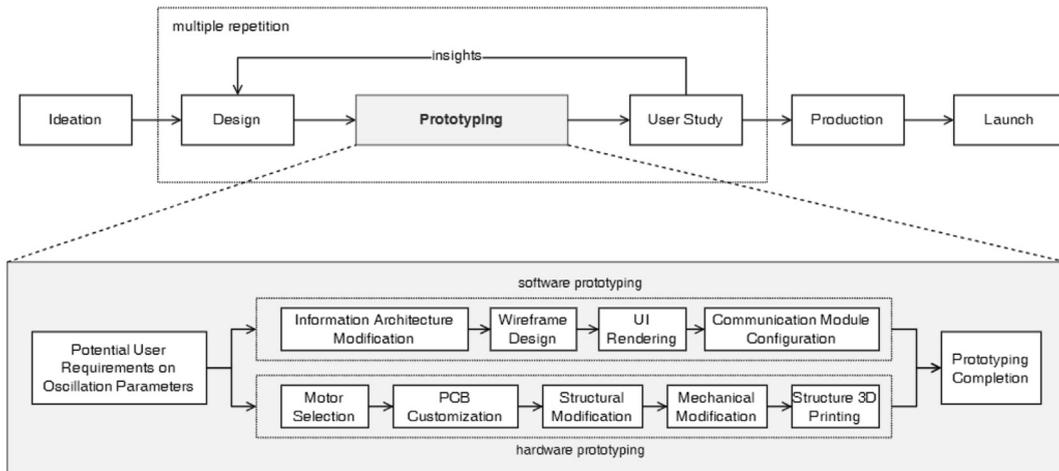 multiple repetition
insights
Ideation
Design
Prototyping
User Study
Production
Launch
software prototyping
Information Architecture
Modification
Wireframe
Design
UI
Rendering
Communication Module
Configuration
Potential User
Requirements on
Oscillation Parameters
Prototyping
Completion
Motor
Selection
PCB
Customization
Structural
Modification
Mechanical
Modification
Structure 3D
Printing
hardware prototyping